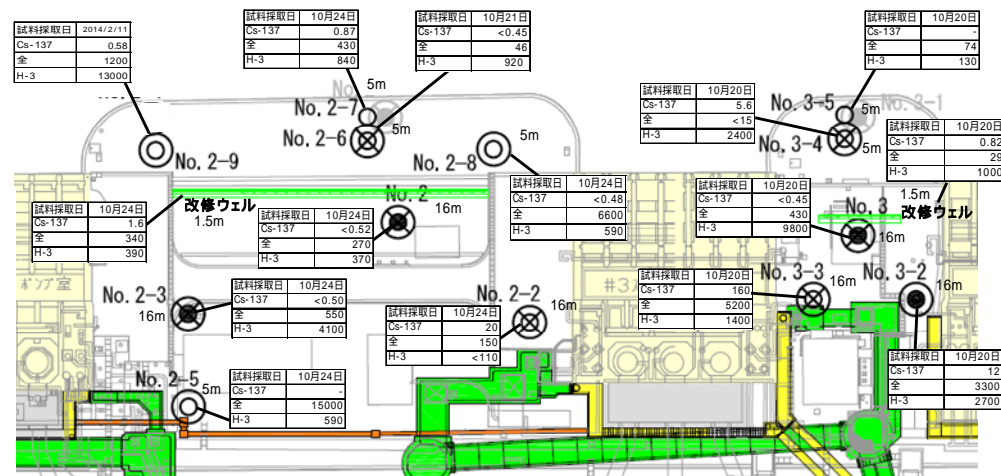 試料採取日 2014/2/11
Cs-137 0.58
全 1200
H-3 13000
試料採取日 10月24日
Cs-137 0.87
全 430
H-3 840
試料採取日 10月21日
Cs-137 <0.45
全 46
H-3 920
試料採取日 10月20日
Cs-137 -
全 74
H-3 130
試料採取日 10月20日
Cs-137 5.6
全 <15
H-3 2400
試料採取日 10月20日
Cs-137 0.82
全 29
H-3 1000
No. 2-7
5m
No. 2-6
5m
No. 2-9
No. 2-8
5m
No. 3-5
5m
No. 3-1
No. 3-4
5m
試料採取日 10月24日
Cs-137 1.6
全 340
H-3 390
改修ウェル
1.5m
No. 2
16m
試料採取日 10月24日
Cs-137 <0.52
全 270
H-3 370
試料採取日 10月24日
Cs-137 <0.48
全 6600
H-3 590
試料採取日 10月20日
Cs-137 <0.45
全 430
H-3 9800
No. 3
16m
1.5m
改修ウェル
ポンプ室
No. 2-3
16m
試料採取日 10月24日
Cs-137 <0.50
全 550
H-3 4100
No. 2-2
16m
試料採取日 10月24日
Cs-137 20
全 150
H-3 <110
#3
試料採取日 10月20日
Cs-137 160
全 5200
H-3 1400
No. 3-3
16m
No. 3-2
16m
試料採取日 10月20日
Cs-137 12
全 3300
H-3 2700
No. 2-5
5m
試料採取日 10月24日
Cs-137 -
全 15000
H-3 590